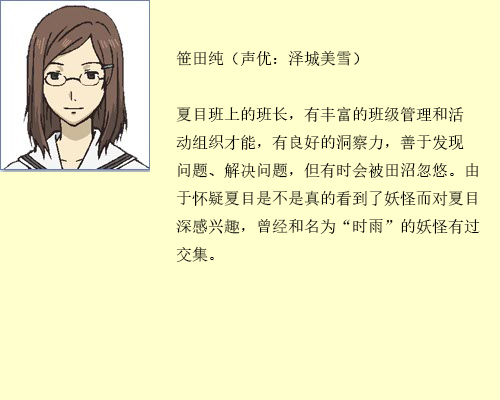 笹田纯（声优：泽城美雪）
夏目班上的班长，有丰富的班级管理和活
动组织才能，有良好的洞察力，善于发现
问题、解决问题，但有时会被田沼忽悠。由
于怀疑夏目是不是真的看到了妖怪而对夏目
深感兴趣，曾经和名为“时雨”的妖怪有过
交集。